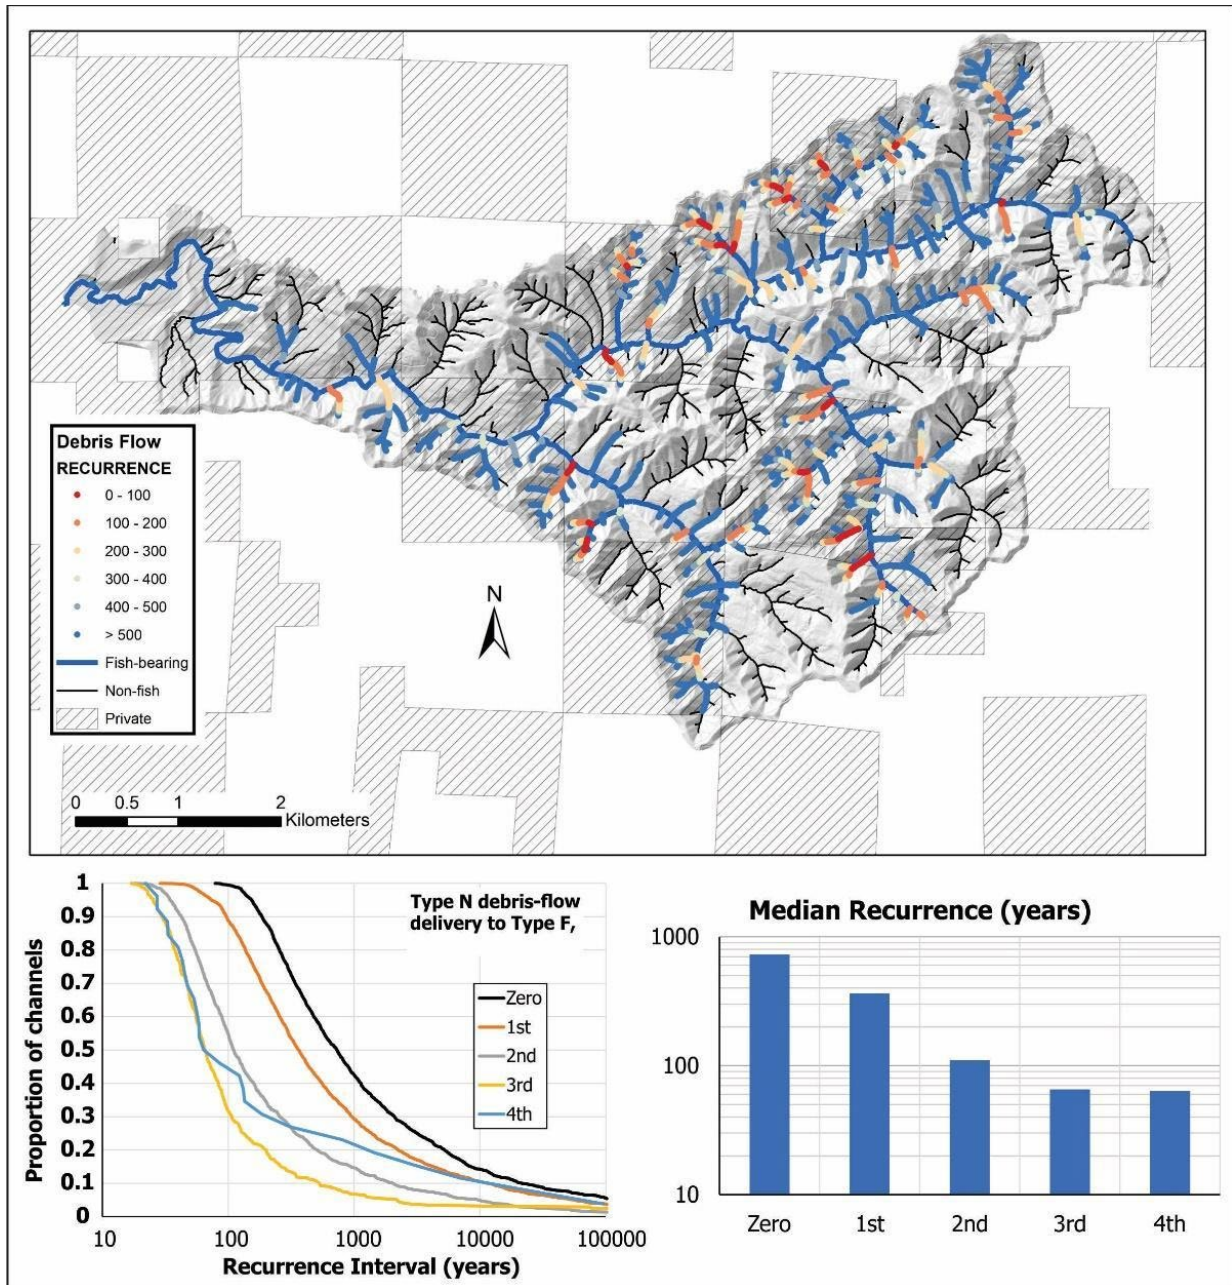 Debris Flow
RECURRENCE
0 - 100
100 - 200
200 - 300
300 - 400
400 - 500
> 500
Fish-bearing
Non-fish
Private
N
0 0.5 1 2
Kilometers
Type N debris-flow
delivery to Type F,
Proportion of channels
1
0.9
0.8
0.7
0.6
0.5
0.4
0.3
0.2
0.1
0
Zero
1st
2nd
3rd
4th
10 100 1000 10000 100000
Recurrence Interval (years)
Median Recurrence (years)
1000
100
10
Zero 1st 2nd 3rd 4th